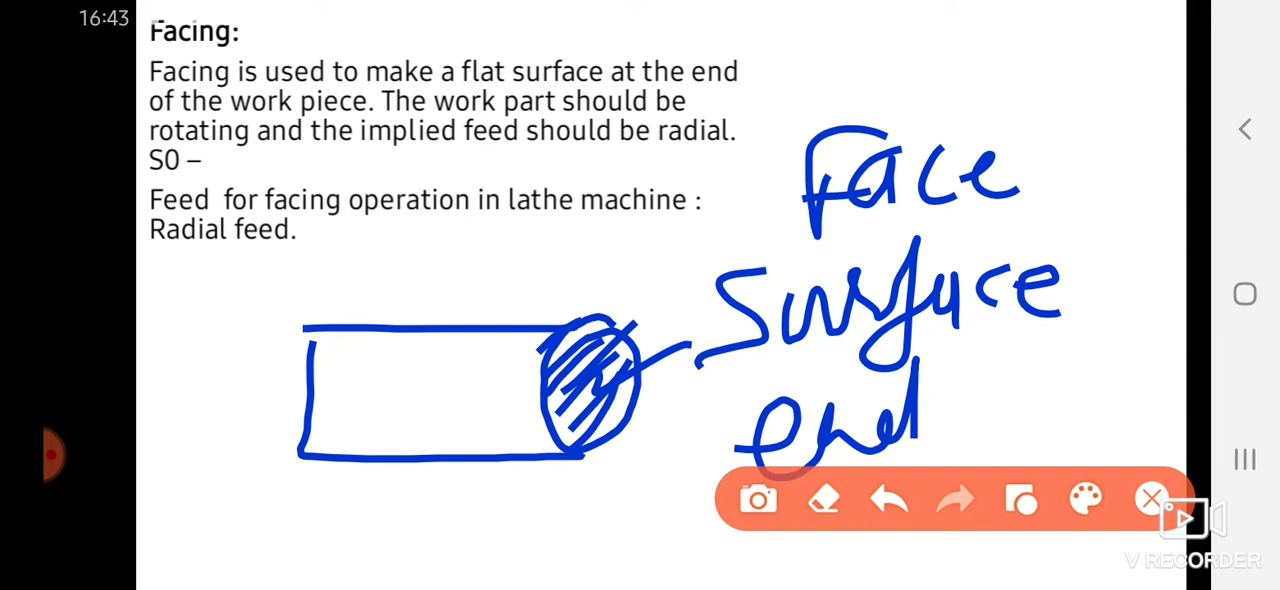 16:43
Facing:
Facing is used to make a flat surface at the end
of the work piece. The work part should be
rotating and the implied feed should be radial.
SO –
Feed for facing operation in lathe machine :
Radial feed.
Face
Surface
end
V RECORDER